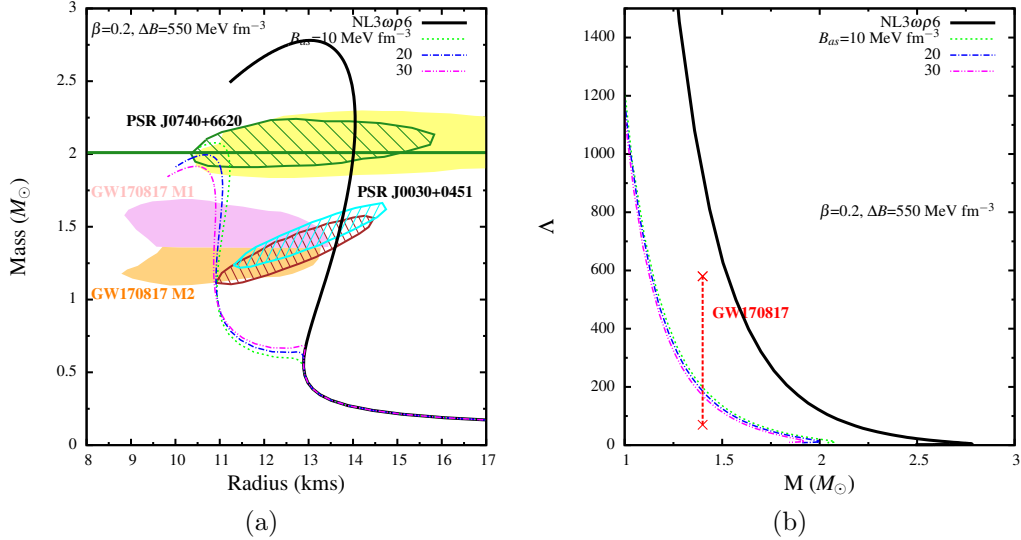 β=0.2, ΔB=550 MeV fm⁻³
NL3ωρ6
B_as=10 MeV fm⁻³
20
30
PSR J0740+6620
PSR J0030+0451
GW170817 M1
GW170817 M2
Mass (M⊙)
3
2.5
2
1.5
1
0.5
0
8 9 10 11 12 13 14 15 16 17
Radius (kms)
(a)
NL3ωρ6
B_as=10 MeV fm⁻³
20
30
β=0.2, ΔB=550 MeV fm⁻³
GW170817
Λ
1400
1200
1000
800
600
400
200
0
1 1.5 2 2.5 3
M (M⊙)
(b)